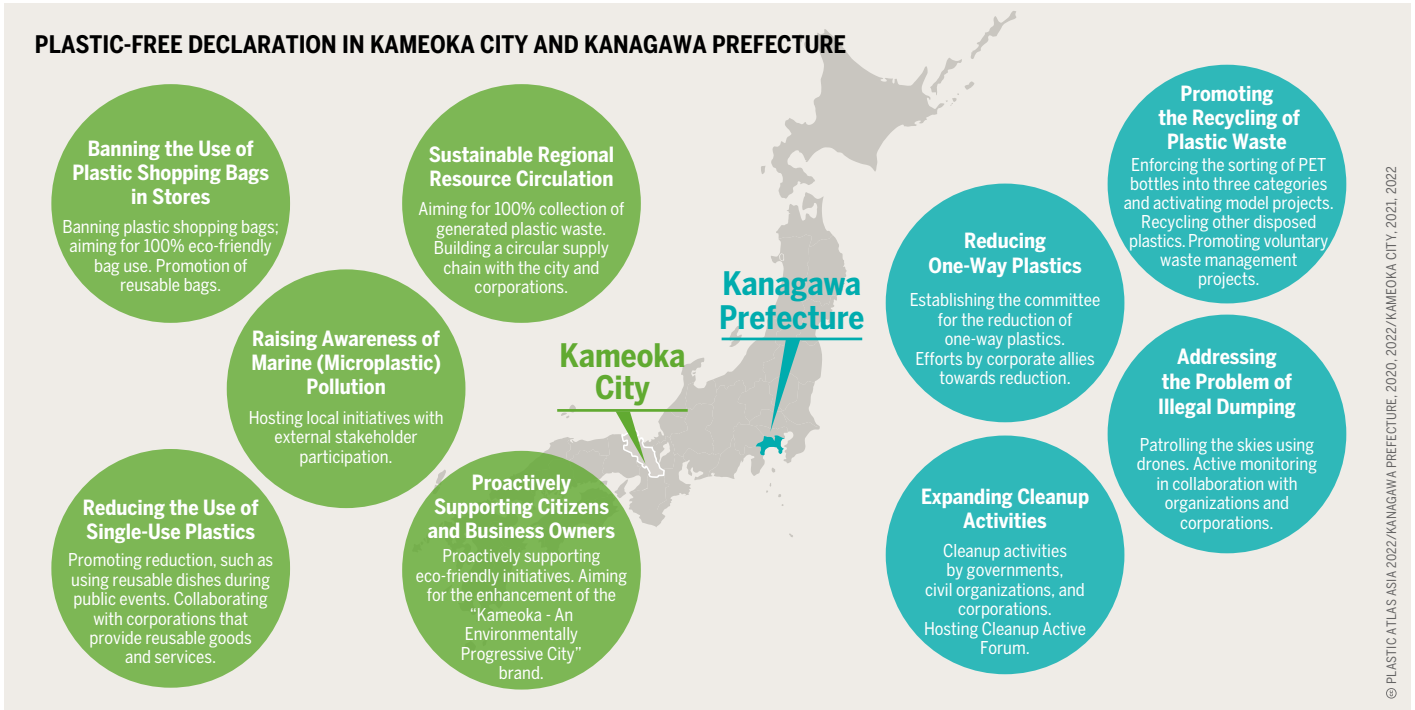 PLASTIC-FREE DECLARATION IN KAMEOKA CITY AND KANAGAWA PREFECTURE
Banning the Use of
Plastic Shopping Bags
in Stores
Banning plastic shopping bags;
aiming for 100% eco-friendly
bag use. Promotion of
reusable bags.
Sustainable Regional
Resource Circulation
Aiming for 100% collection of
generated plastic waste.
Building a circular supply
chain with the city and
corporations.
Raising Awareness of
Marine (Microplastic)
Pollution
Hosting local initiatives with
external stakeholder
participation.
Reducing the Use of
Single-Use Plastics
Promoting reduction, such as
using reusable dishes during
public events. Collaborating
with corporations that
provide reusable goods
and services.
Proactively
Supporting Citizens
and Business Owners
Proactively supporting
eco-friendly initiatives. Aiming
for the enhancement of the
“Kameoka - An
Environmentally
Progressive City”
brand.
Kameoka
City
Kanagawa
Prefecture
Promoting
the Recycling of
Plastic Waste
Enforcing the sorting of PET
bottles into three categories
and activating model projects.
Recycling other disposed
plastics. Promoting voluntary
waste management
projects.
Reducing
One-Way Plastics
Establishing the committee
for the reduction of
one-way plastics.
Efforts by corporate allies
towards reduction.
Addressing
the Problem of
Illegal Dumping
Patrolling the skies using
drones. Active monitoring
in collaboration with
organizations and
corporations.
Expanding Cleanup
Activities
Cleanup activities
by governments,
civil organizations, and
corporations.
Hosting Cleanup Active
Forum.
🅭 PLASTIC ATLAS ASIA 2022/KANAGAWA PREFECTURE, 2020, 2022/KAMEOKA CITY, 2021, 2022